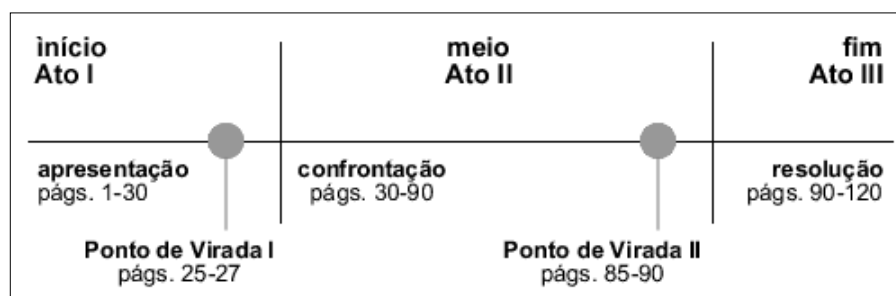 início
Ato I
meio
Ato II
fim
Ato III
apresentação
págs. 1-30
confrontação
págs. 30-90
resolução
págs. 90-120
Ponto de Virada I
págs. 25-27
Ponto de Virada II
págs. 85-90